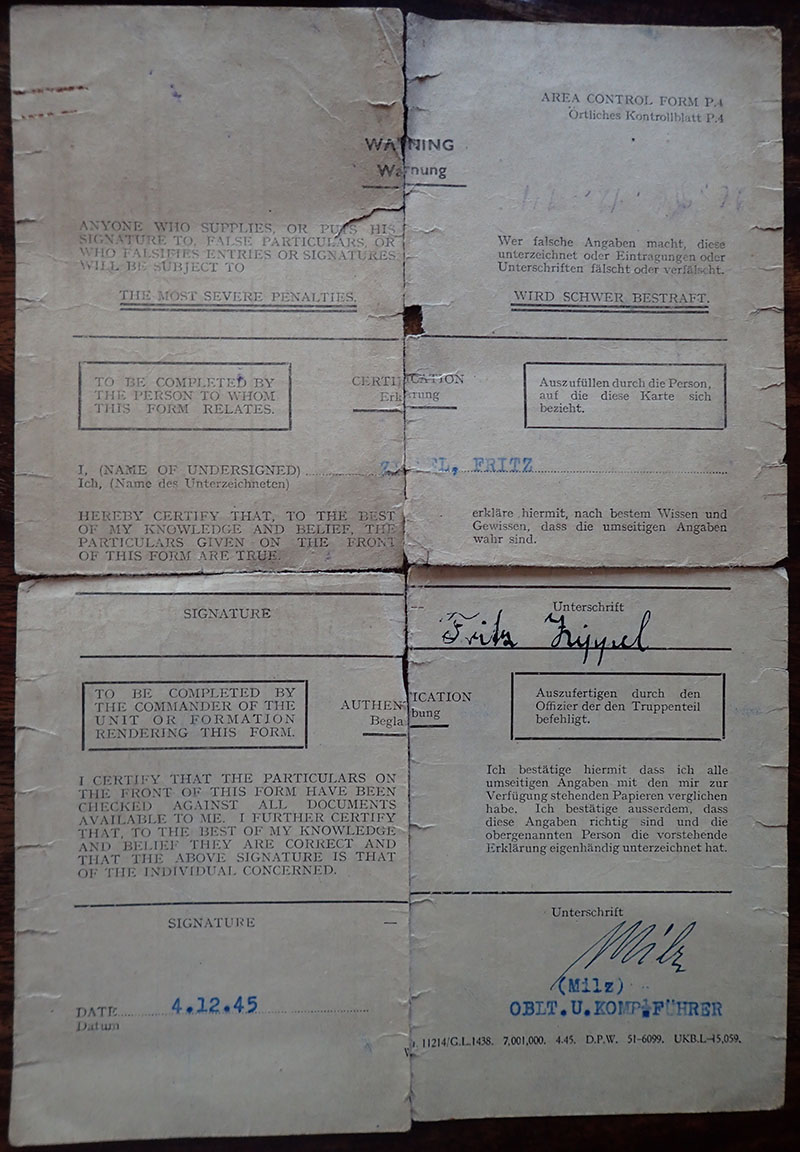 AREA CONTROL FORM P.4
Örtliches Kontrollblatt P.4
WARNING
Warnung
ANYONE WHO SUPPLIES, OR PUTS HIS
SIGNATURE TO, FALSE PARTICULARS, OR
WHO FALSIFIES ENTRIES OR SIGNATURES
WILL BE SUBJECT TO
THE MOST SEVERE PENALTIES.
Wer falsche Angaben macht, diese
unterzeichnet oder Eintragungen oder
Unterschriften fälscht oder verfälscht.
WIRD SCHWER BESTRAFT.
TO BE COMPLETED BY
THE PERSON TO WHOM
THIS FORM RELATES.
CERTIFICATION
Erklärung
Auszufüllen durch die Person,
auf die diese Karte sich
bezieht.
I, (NAME OF UNDERSIGNED) ZIPPEL, FRITZ
Ich, (Name des Unterzeichneten)
HEREBY CERTIFY THAT, TO THE BEST
OF MY KNOWLEDGE AND BELIEF, THE
PARTICULARS GIVEN ON THE FRONT
OF THIS FORM ARE TRUE.
erkläre hiermit, nach bestem Wissen und
Gewissen, dass die umseitigen Angaben
wahr sind.
SIGNATURE
Unterschrift
Fritz Zippel
TO BE COMPLETED BY
THE COMMANDER OF THE
UNIT OR FORMATION
RENDERING THIS FORM.
AUTHENTICATION
Beglaubung
Auszufertigen durch den
Offizier der den Truppenteil
befehligt.
I CERTIFY THAT THE PARTICULARS ON
THE FRONT OF THIS FORM HAVE BEEN
CHECKED AGAINST ALL DOCUMENTS
AVAILABLE TO ME. I FURTHER CERTIFY
THAT, TO THE BEST OF MY KNOWLEDGE
AND BELIEF THEY ARE CORRECT AND
THAT THE ABOVE SIGNATURE IS THAT
OF THE INDIVIDUAL CONCERNED.
Ich bestätige hiermit dass ich alle
umseitigen Angaben mit den mir zur
Verfügung stehenden Papieren verglichen
habe. Ich bestätige ausserdem, dass
diese Angaben richtig sind und die
obergenannten Person die vorstehende
Erklärung eigenhändig unterzeichnet hat.
SIGNATURE —
Unterschrift
Milz
(Milz)
OBLT.U.KOMP.FÜHRER
DATE 4.12.45
Datum
11214/G.L.1438. 7,001,000. 4.45. D.P.W. 51-6099. UKB.L-45,059.